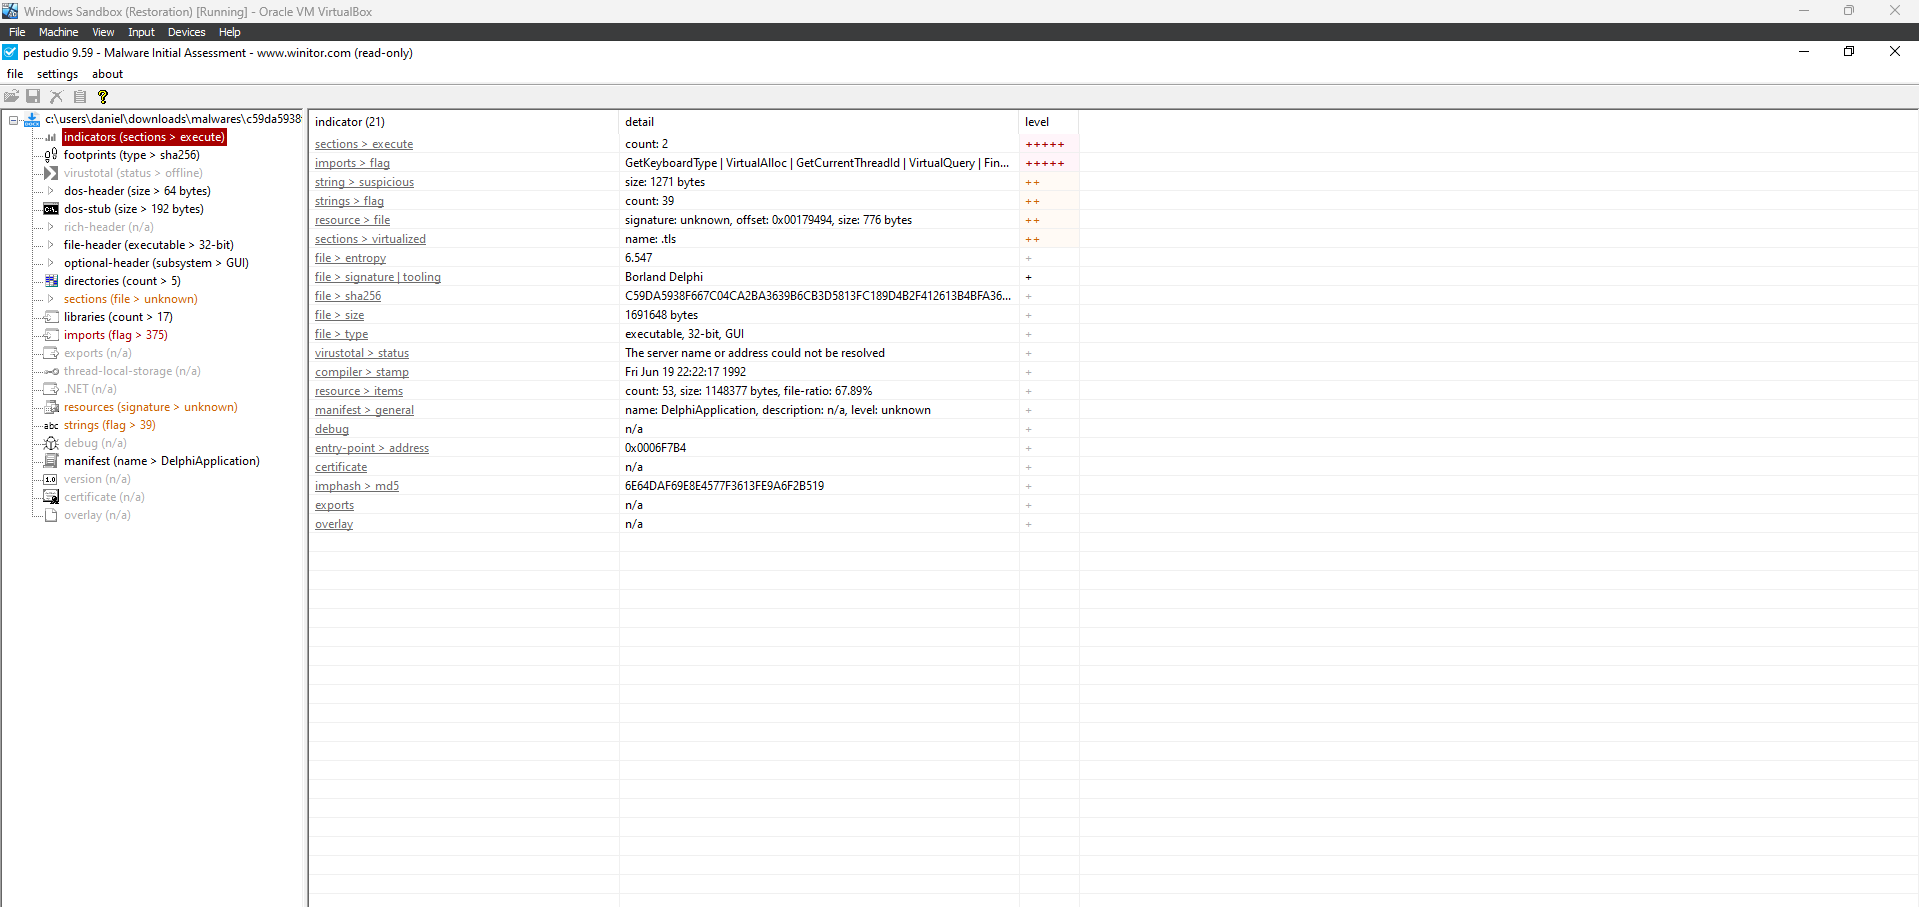 Windows Sandbox (Restoration) [Running] - Oracle VM VirtualBox
File Machine View Input Devices Help
pestudio 9.59 - Malware Initial Assessment - www.winitor.com (read-only)
file settings about
c:\users\daniel\downloads\malwares\c59da5938
indicators (sections > execute)
footprints (type > sha256)
virustotal (status > offline)
dos-header (size > 64 bytes)
dos-stub (size > 192 bytes)
rich-header (n/a)
file-header (executable > 32-bit)
optional-header (subsystem > GUI)
directories (count > 5)
sections (file > unknown)
libraries (count > 17)
imports (flag > 375)
exports (n/a)
thread-local-storage (n/a)
.NET (n/a)
resources (signature > unknown)
abc strings (flag > 39)
debug (n/a)
manifest (name > DelphiApplication)
1.0 version (n/a)
certificate (n/a)
overlay (n/a)
indicator (21) detail level
sections > execute count: 2 +++++
imports > flag GetKeyboardType | VirtualAlloc | GetCurrentThreadId | VirtualQuery | Fin... +++++
string > suspicious size: 1271 bytes ++
strings > flag count: 39 ++
resource > file signature: unknown, offset: 0x00179494, size: 776 bytes ++
sections > virtualized name: .tls ++
file > entropy 6.547 +
file > signature | tooling Borland Delphi +
file > sha256 C59DA5938F667C04CA2BA3639B6CB3D5813FC189D4B2F412613B4BFA36... +
file > size 1691648 bytes +
file > type executable, 32-bit, GUI +
virustotal > status The server name or address could not be resolved +
compiler > stamp Fri Jun 19 22:22:17 1992 +
resource > items count: 53, size: 1148377 bytes, file-ratio: 67.89% +
manifest > general name: DelphiApplication, description: n/a, level: unknown +
debug n/a +
entry-point > address 0x0006F7B4 +
certificate n/a +
imphash > md5 6E64DAF69E8E4577F3613FE9A6F2B519 +
exports n/a +
overlay n/a +